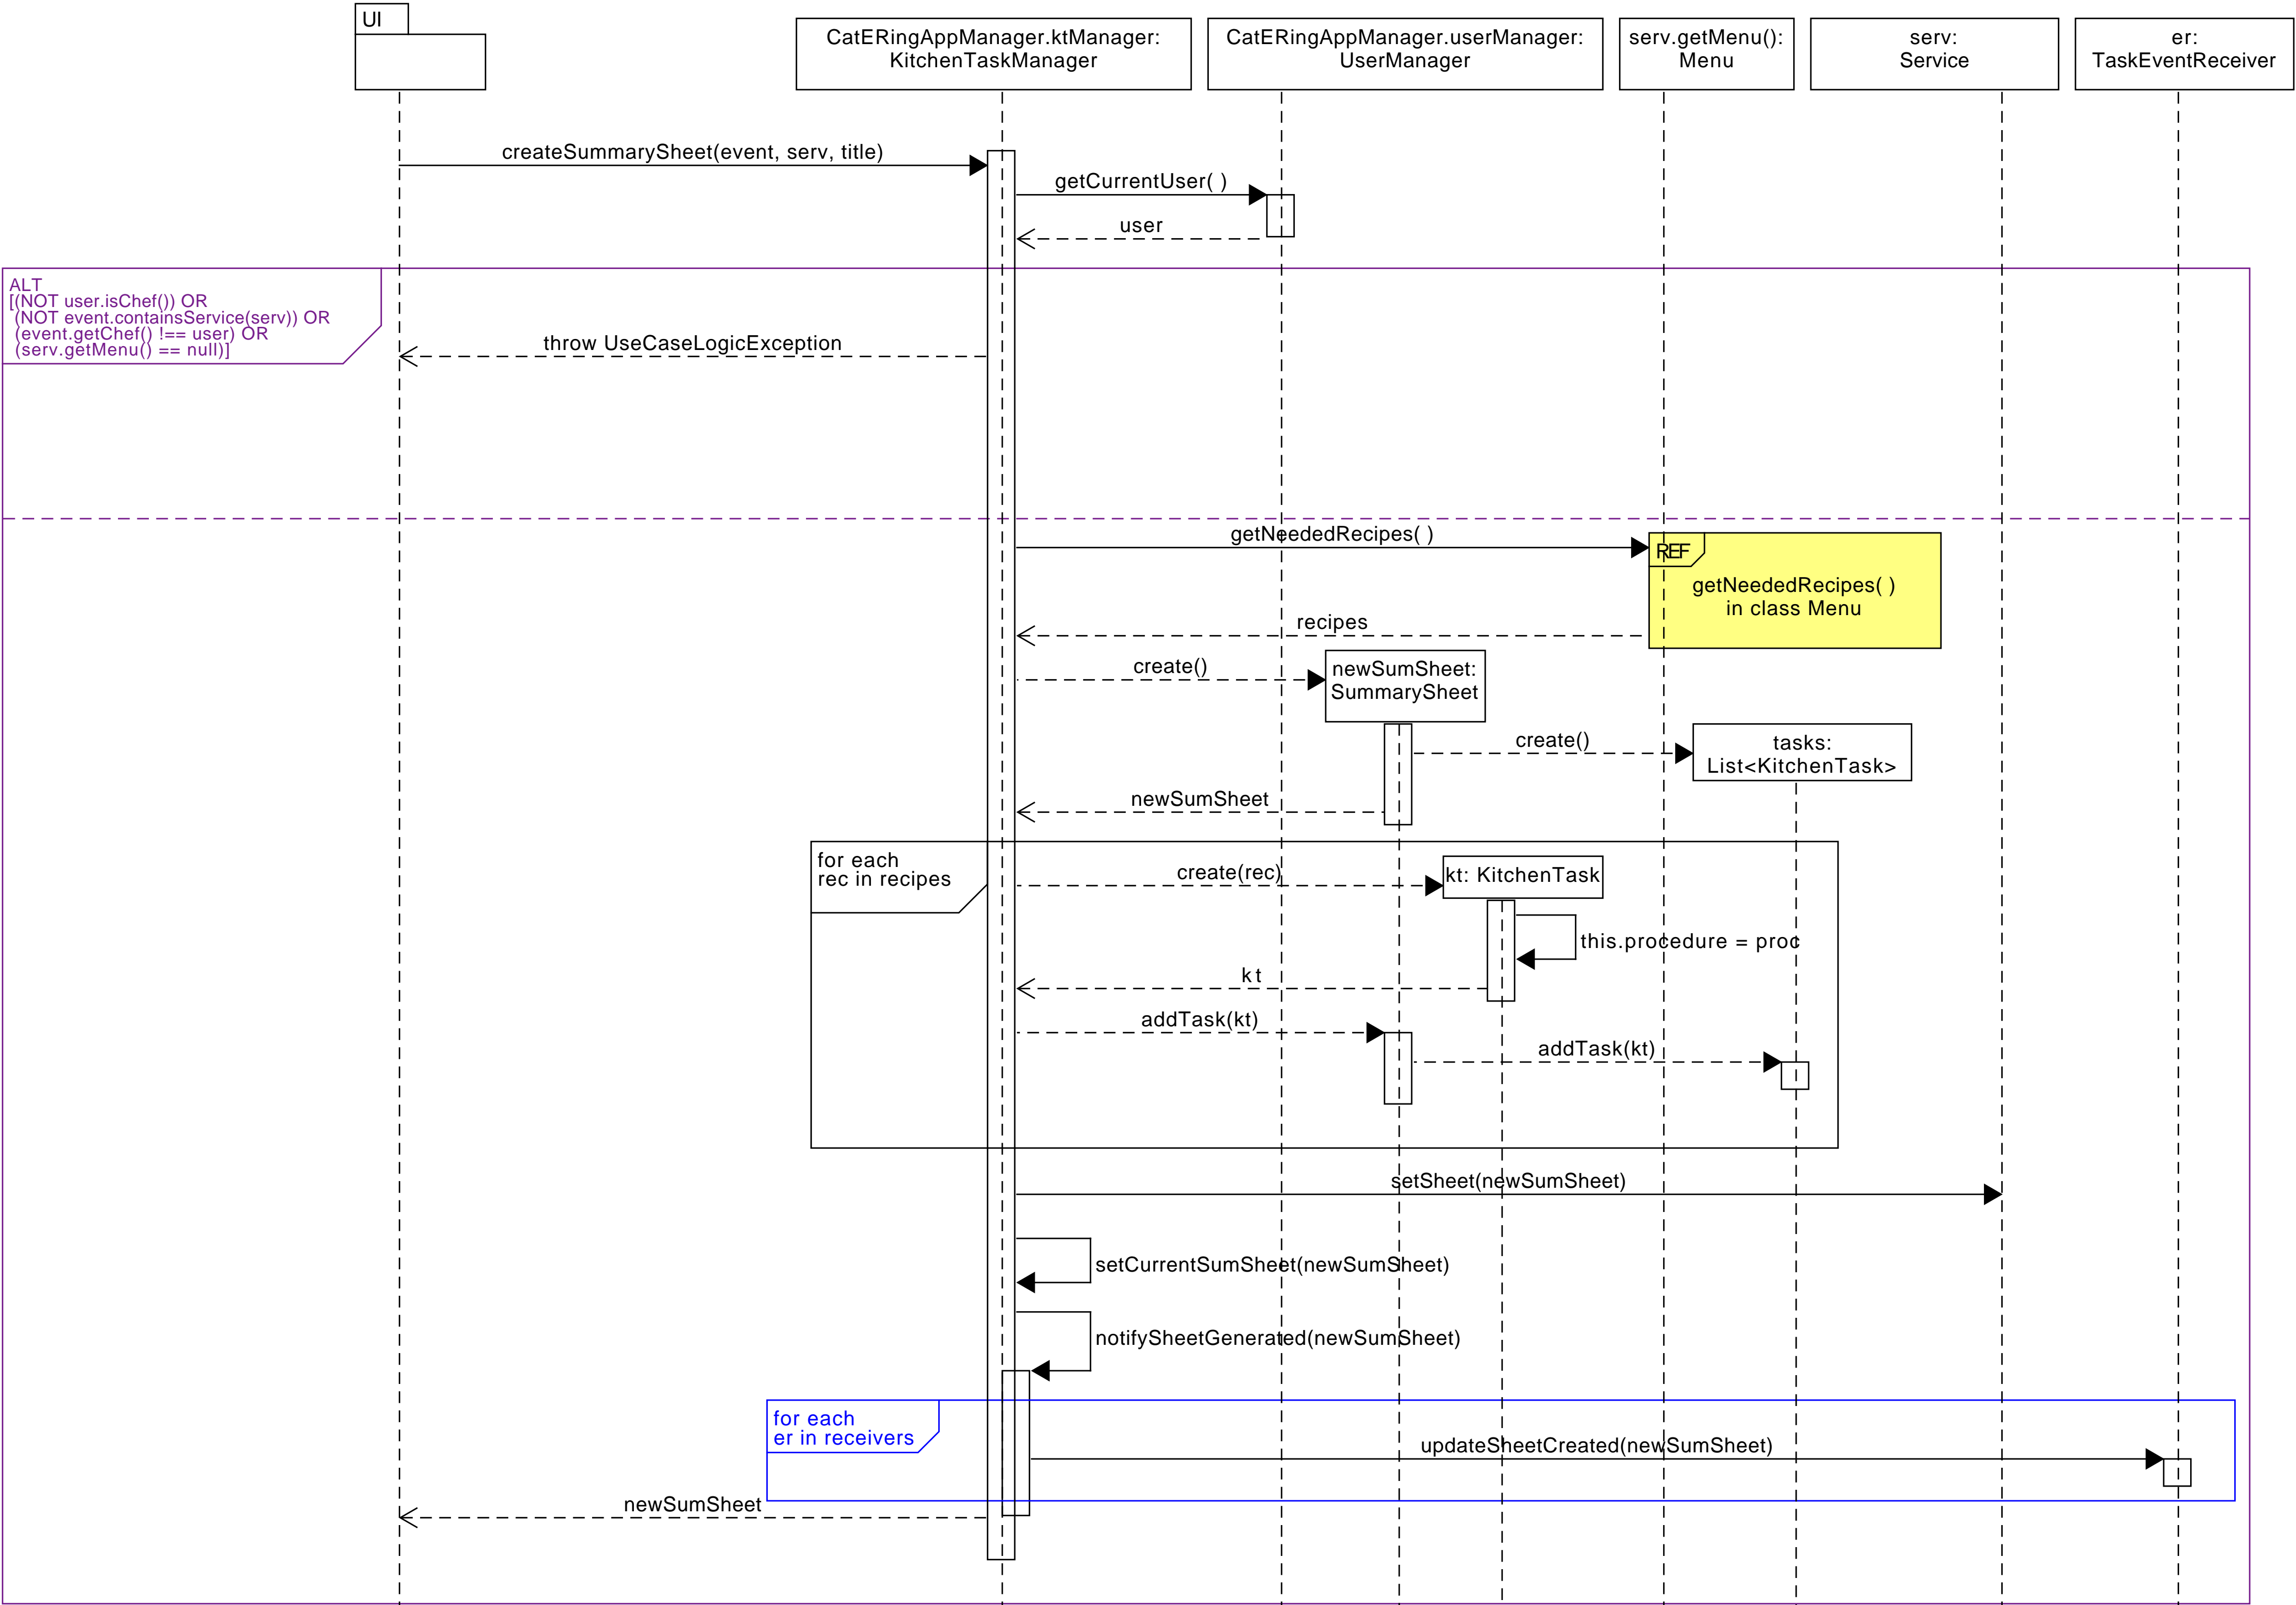 UI
CatERingAppManager.ktManager:
KitchenTaskManager
CatERingAppManager.userManager:
UserManager
serv.getMenu():
Menu
serv:
Service
er:
TaskEventReceiver
createSummarySheet(event, serv, title)
getCurrentUser( )
user
ALT
[(NOT user.isChef()) OR
(NOT event.containsService(serv)) OR
(event.getChef() !== user) OR
(serv.getMenu() == null)]
throw UseCaseLogicException
getNeededRecipes( )
REF
getNeededRecipes( )
in class Menu
recipes
create()
newSumSheet:
SummarySheet
create()
tasks:
List<KitchenTask>
newSumSheet
for each
rec in recipes
create(rec)
kt: KitchenTask
this.procedure = proc
kt
addTask(kt)
addTask(kt)
setSheet(newSumSheet)
setCurrentSumSheet(newSumSheet)
notifySheetGenerated(newSumSheet)
for each
er in receivers
updateSheetCreated(newSumSheet)
newSumSheet